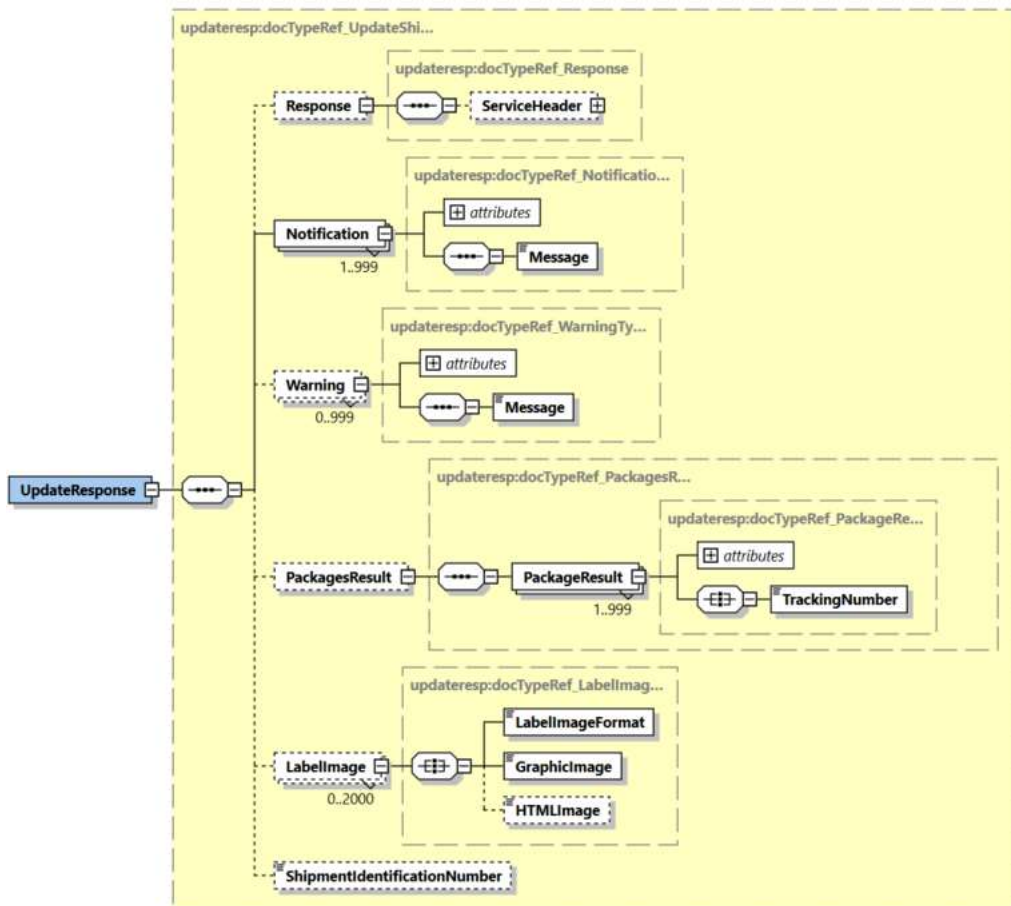 updateresp:docTypeRef_UpdateShi...
updateresp:docTypeRef_Response
Response
ServiceHeader
updateresp:docTypeRef_Notificatio...
attributes
Notification
1..999
Message
updateresp:docTypeRef_WarningTy...
attributes
Warning
0..999
Message
UpdateResponse
updateresp:docTypeRef_PackagesR...
updateresp:docTypeRef_PackageRe...
attributes
PackagesResult
PackageResult
1..999
TrackingNumber
updateresp:docTypeRef_LabelImag...
LabelImageFormat
LabelImage
0..2000
GraphicImage
HTMLImage
ShipmentIdentificationNumber